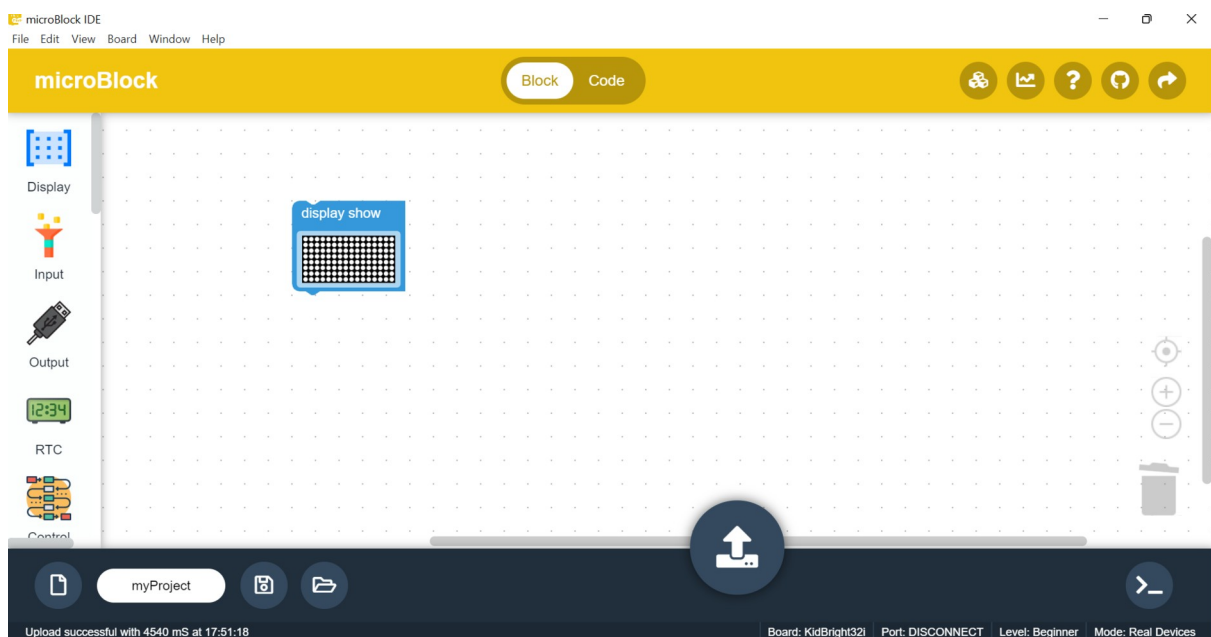 microBlock IDE
File Edit View Board Window Help
microBlock
Block Code
Display
Input
Output
12:34
RTC
Control
display show
myProject
Upload successful with 4540 mS at 17:51:18
Board: KidBright32i Port: DISCONNECT Level: Beginner Mode: Real Devices